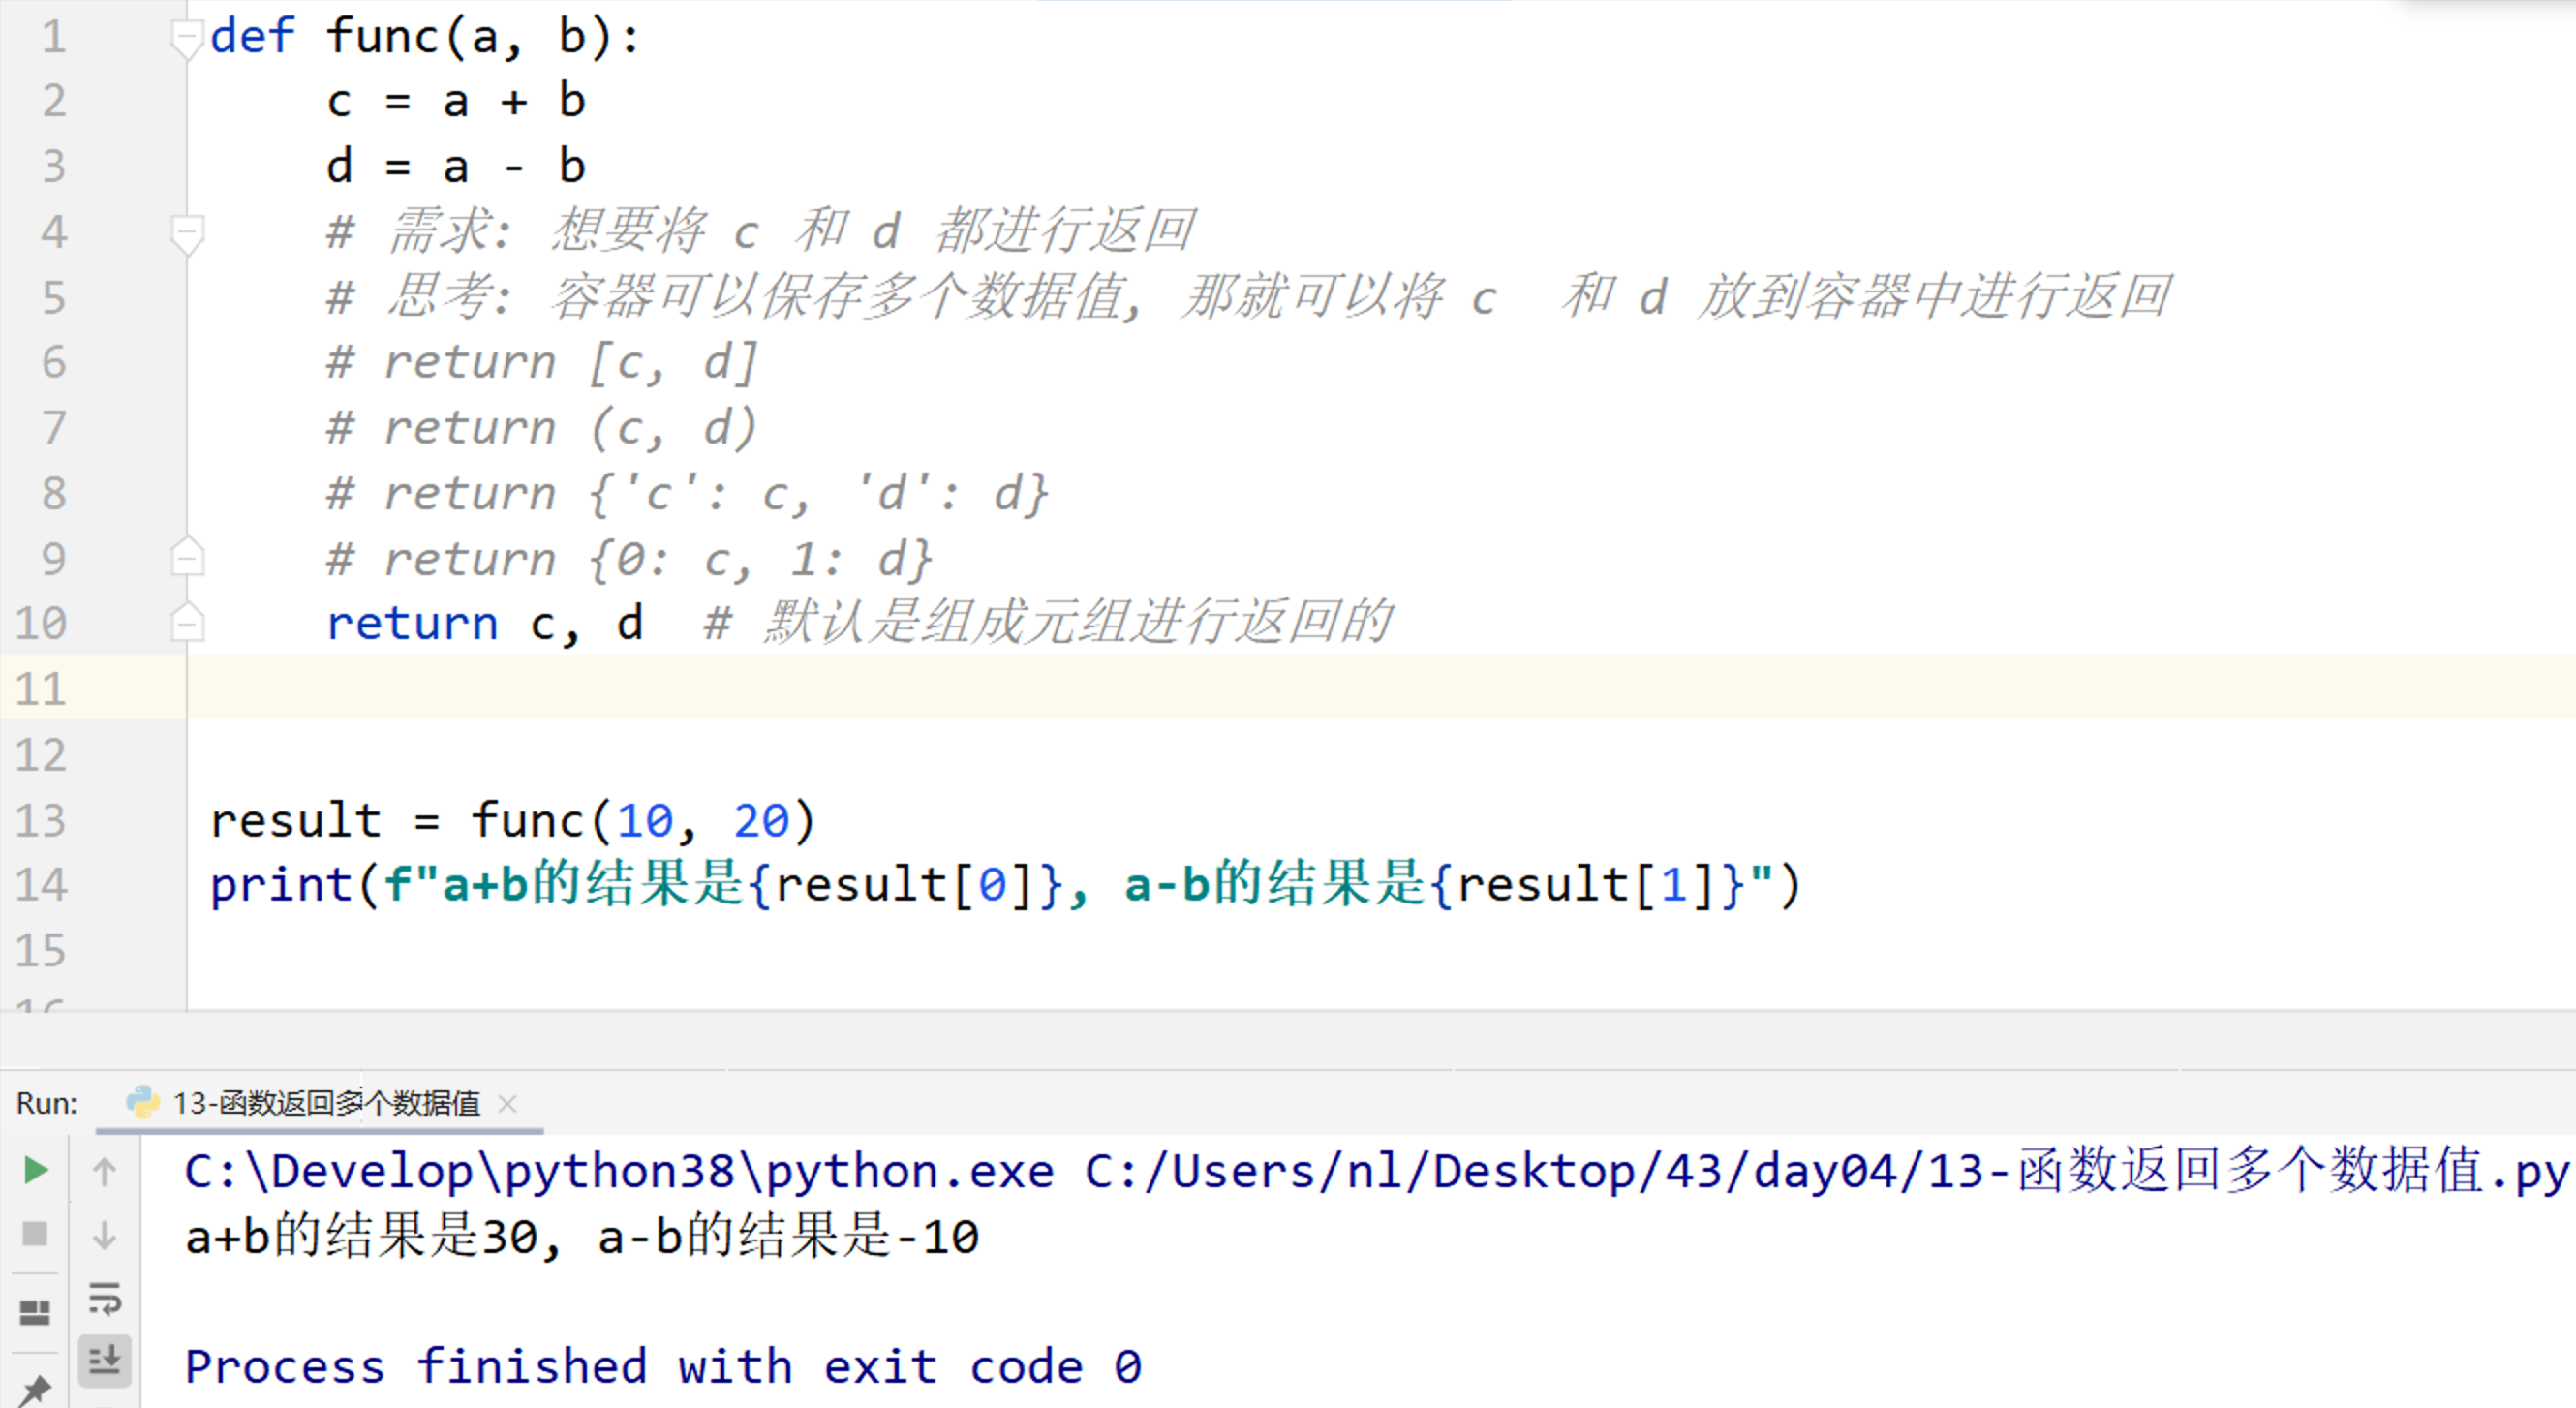 1 def func(a, b):
2     c = a + b
3     d = a - b
4     # 需求: 想要将 c 和 d 都进行返回
5     # 思考: 容器可以保存多个数据值, 那就可以将 c  和 d 放到容器中进行返回
6     # return [c, d]
7     # return (c, d)
8     # return {'c': c, 'd': d}
9     # return {0: c, 1: d}
10     return c, d  # 默认是组成元组进行返回的
11
12
13 result = func(10, 20)
14 print(f"a+b的结果是{result[0]}, a-b的结果是{result[1]}")
15
Run: 13-函数返回多个数据值
C:\Develop\python38\python.exe C:/Users/nl/Desktop/43/day04/13-函数返回多个数据值.py
a+b的结果是30, a-b的结果是-10
Process finished with exit code 0